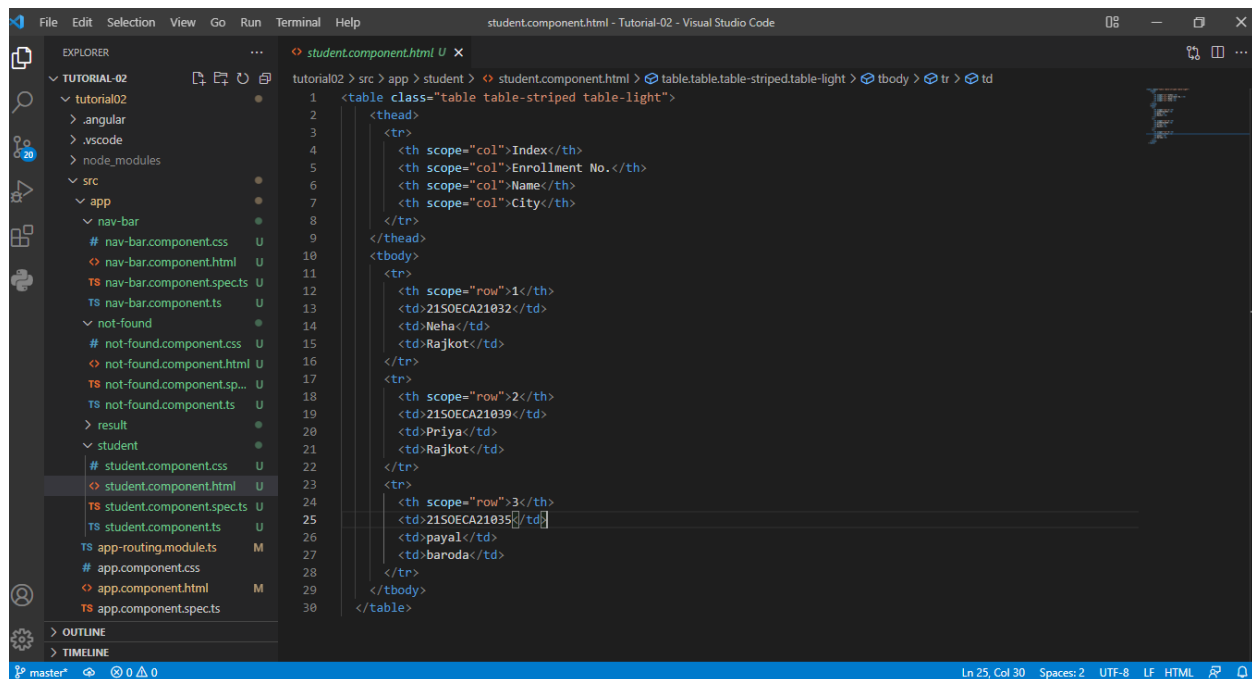 File Edit Selection View Go Run Terminal Help student.component.html - Tutorial-02 - Visual Studio Code
EXPLORER
TUTORIAL-02
tutorial02
.angular
.vscode
node_modules
src
app
nav-bar
# nav-bar.component.css U
<> nav-bar.component.html U
TS nav-bar.component.spec.ts U
TS nav-bar.component.ts U
not-found
# not-found.component.css U
<> not-found.component.html U
TS not-found.component.sp... U
TS not-found.component.ts U
result
student
# student.component.css U
<> student.component.html U
TS student.component.spec.ts U
TS student.component.ts U
TS app-routing.module.ts M
# app.component.css
<> app.component.html M
TS app.component.spec.ts
OUTLINE
TIMELINE
20
<> student.component.html U
tutorial02 > src > app > student > <> student.component.html > table.table.table-striped.table-light > tbody > tr > td
1 <table class="table table-striped table-light">
2 <thead>
3 <tr>
4 <th scope="col">Index</th>
5 <th scope="col">Enrollment No.</th>
6 <th scope="col">Name</th>
7 <th scope="col">City</th>
8 </tr>
9 </thead>
10 <tbody>
11 <tr>
12 <th scope="row">1</th>
13 <td>21SOECA21032</td>
14 <td>Neha</td>
15 <td>Rajkot</td>
16 </tr>
17 <tr>
18 <th scope="row">2</th>
19 <td>21SOECA21039</td>
20 <td>Priya</td>
21 <td>Rajkot</td>
22 </tr>
23 <tr>
24 <th scope="row">3</th>
25 <td>21SOECA21035</td>
26 <td>payal</td>
27 <td>baroda</td>
28 </tr>
29 </tbody>
30 </table>
master* 0 0 Ln 25, Col 30 Spaces: 2 UTF-8 LF HTML